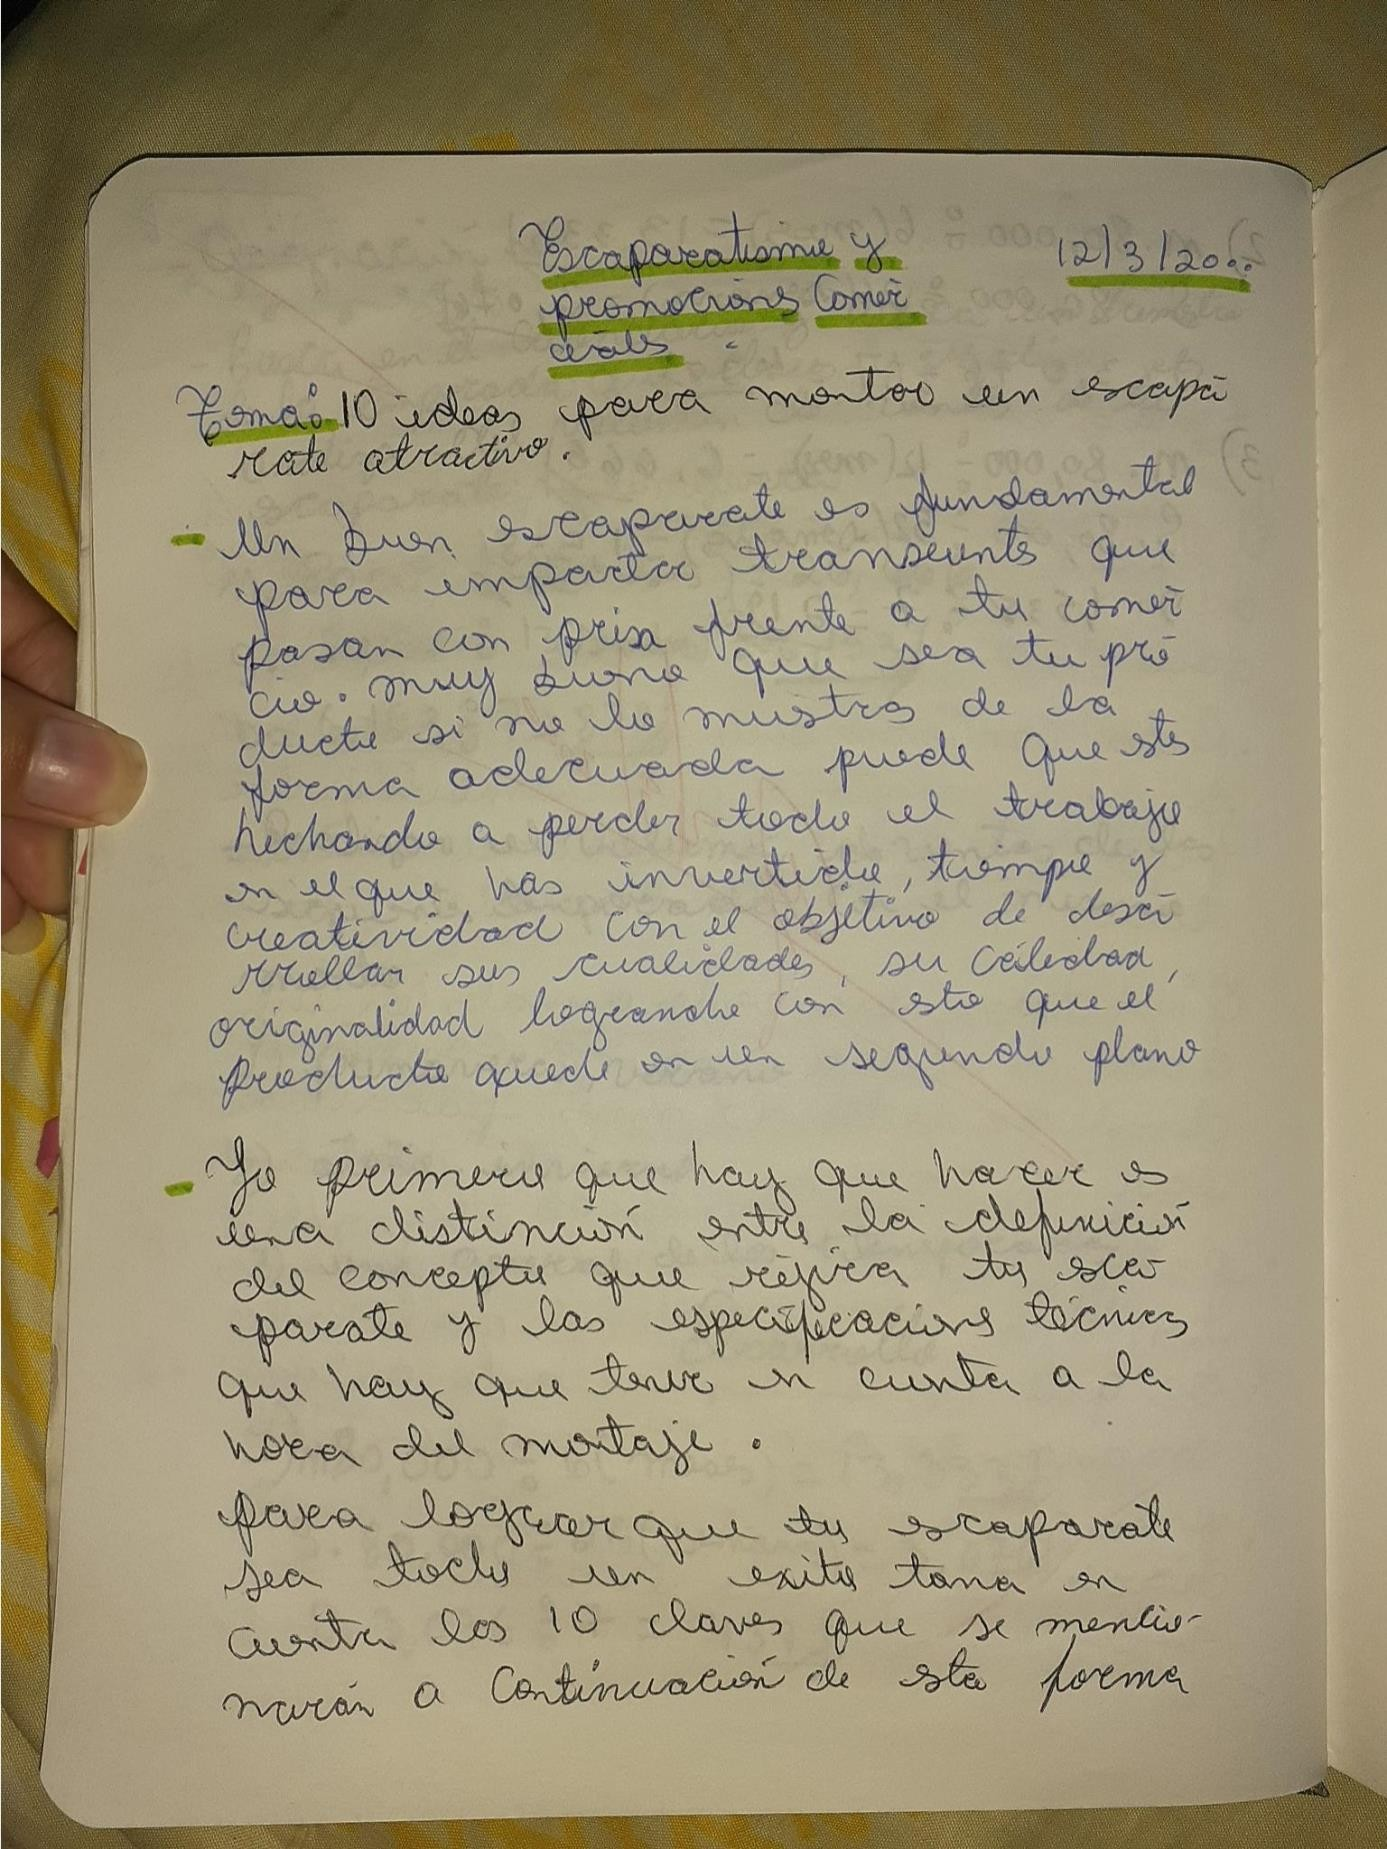 Escaparatismo y
12/3/20..
promociones Comer
ciales.
Tema: 10 ideas para montar un escapa
rate atractivo.
- Un buen escaparate es fundamental
para impactar transeunte que
pasan con prisa frente a tu comer
cio. muy bueno que sea tu pro
ducto si no lo muestras de la
forma adecuada puede que estes
hechando a perder todo el trabajo
en el que has invertido, tiempo y
creatividad con el objetivo de desa
rrollar sus cualidades, su calidad,
originalidad logrando con esto que el
producto quede en un segundo plano
- Lo primero que hay que hacer es
una distinción entre la definición
del concepto que regira tu esca
parate y las especificaciones técnicas
que hay que tener en cuenta a la
hora del montaje.
para lograr que tu escaparate
sea todo un exito toma en
cuenta los 10 claves que se mencio-
narán a Continuación de esta forma